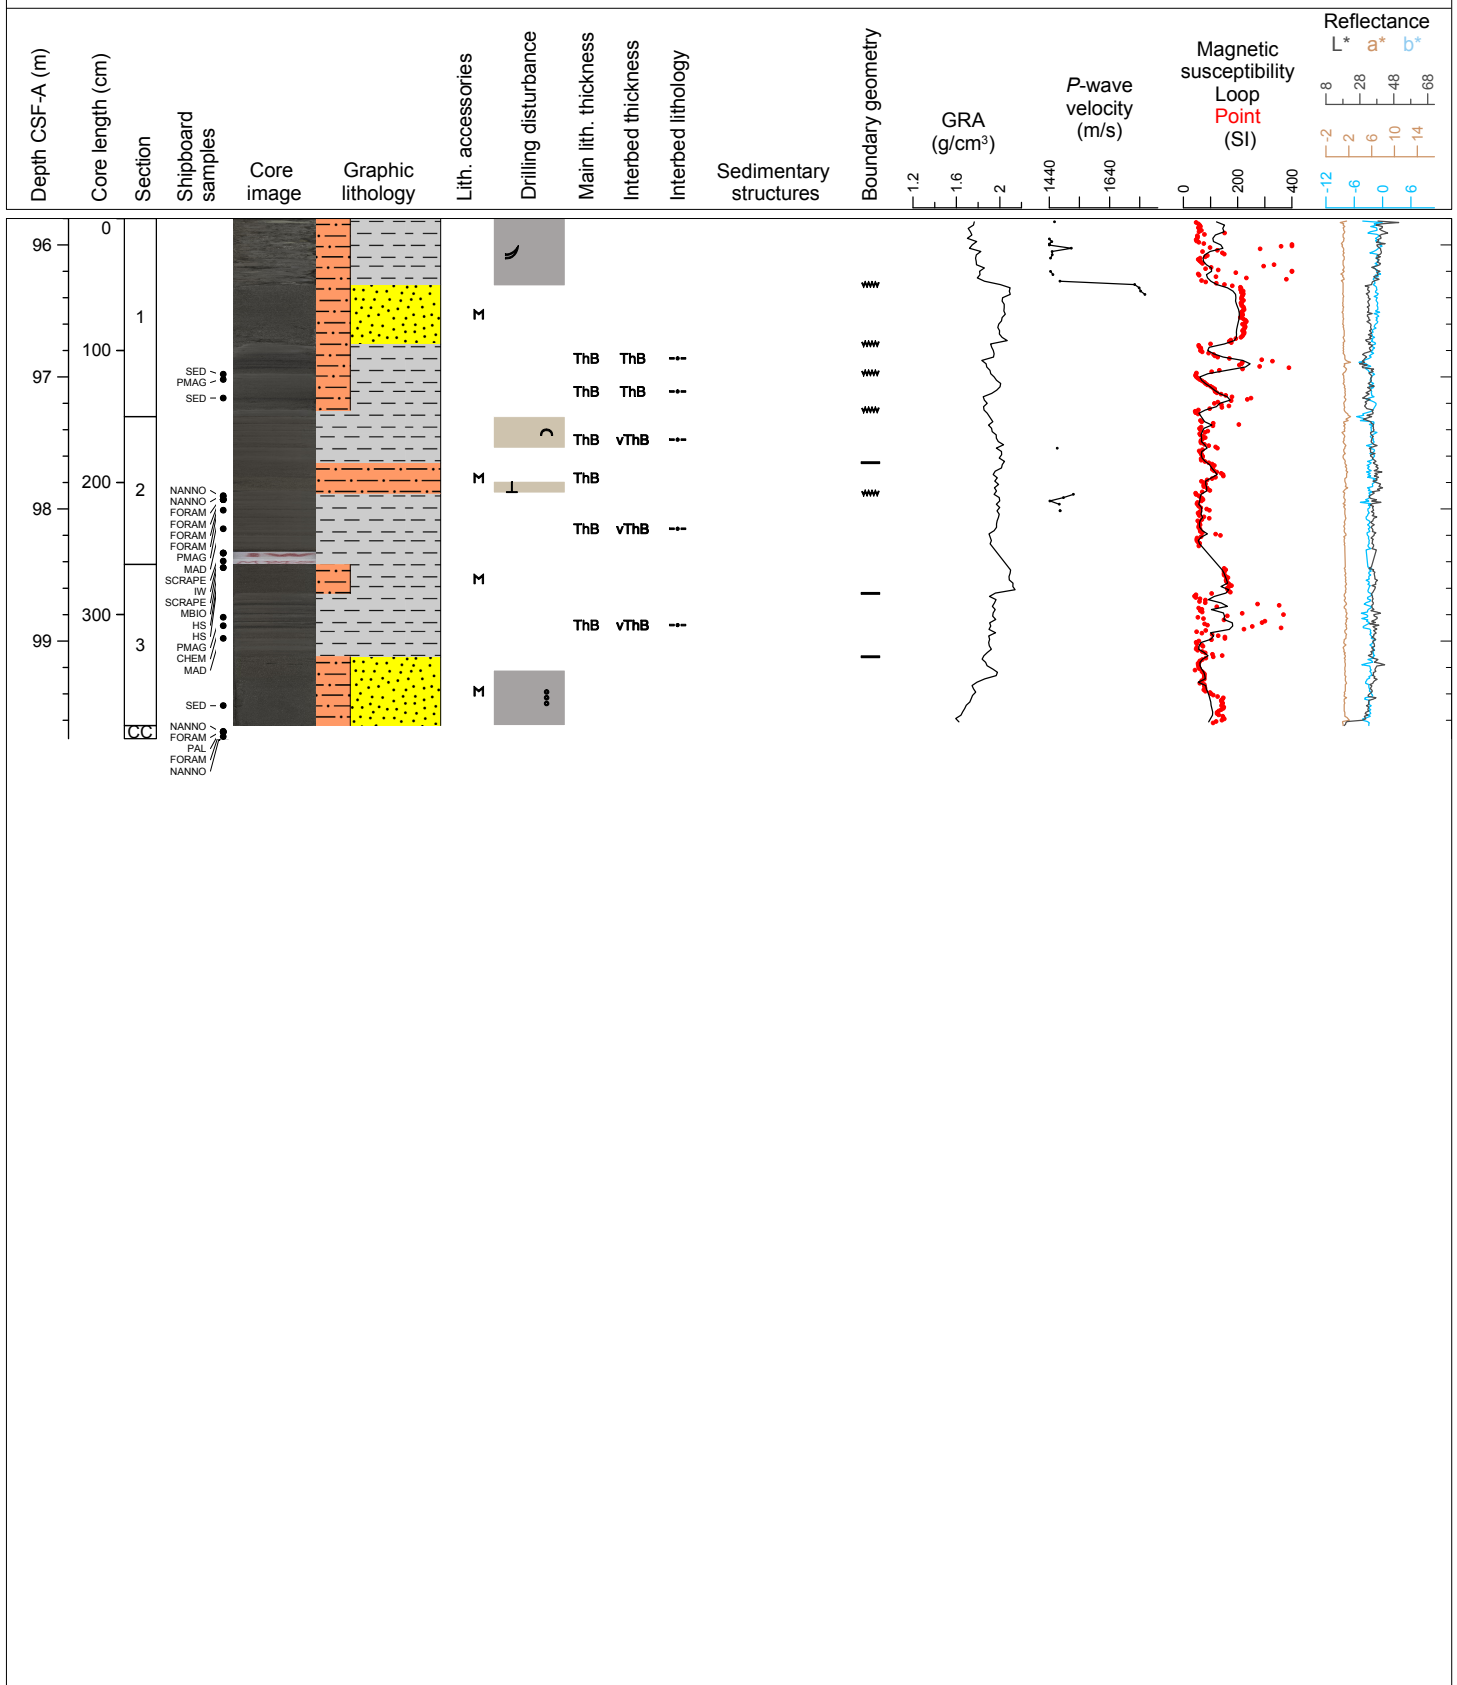 Depth CSF-A (m)
Core length (cm)
Section
Shipboard
samples
Core
image
Graphic
lithology
Lith. accessories
Drilling disturbance
Main lith. thickness
Interbed thickness
Interbed lithology
Sedimentary
structures
Boundary geometry
GRA
(g/cm³)
1.2
1.6
2
P-wave
velocity
(m/s)
1440
1640
Magnetic
susceptibility
Loop
Point
(SI)
0
200
400
Reflectance
L* a* b*
8
28
48
68
-2
2
6
10
14
-12
-6
0
6
96
97
98
99
0
100
200
300
1
2
3
CC
SED
PMAG
SED
NANNO
NANNO
FORAM
FORAM
FORAM
FORAM
PMAG
MAD
SCRAPE
IW
SCRAPE
MBIO
HS
HS
PMAG
CHEM
MAD
SED
NANNO
FORAM
PAL
FORAM
NANNO
M
M
M
M
ThB ThB
ThB ThB
ThB vThB
ThB
ThB vThB
ThB vThB